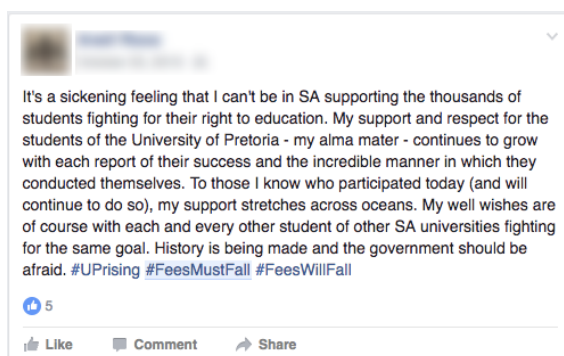 It's a sickening feeling that I can't be in SA supporting the thousands of
students fighting for their right to education. My support and respect for the
students of the University of Pretoria - my alma mater - continues to grow
with each report of their success and the incredible manner in which they
conducted themselves. To those I know who participated today (and will
continue to do so), my support stretches across oceans. My well wishes are
of course with each and every other student of other SA universities fighting
for the same goal. History is being made and the government should be
afraid. #UPrising #FeesMustFall #FeesWillFall
5
Like Comment Share